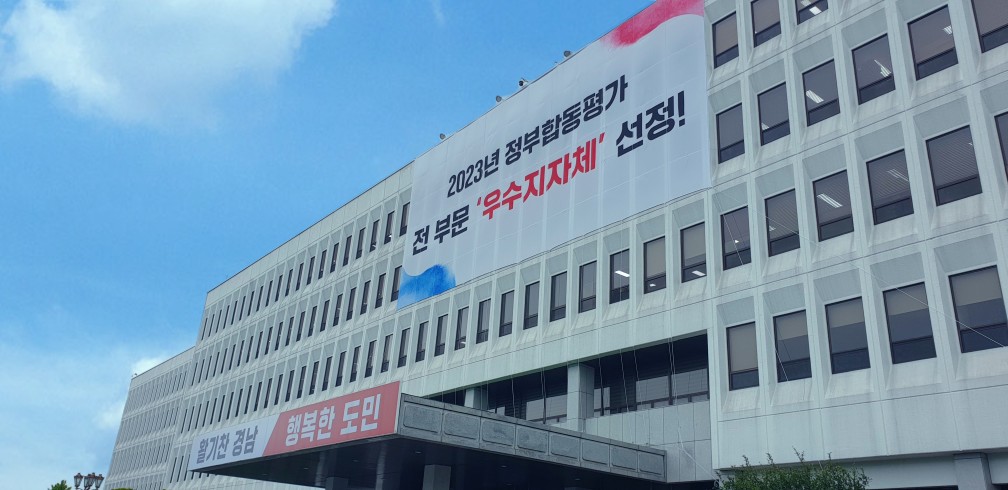 2023년 정부합동평가
전 부문 '우수지자체' 선정!
활기찬 경남
행복한 도민